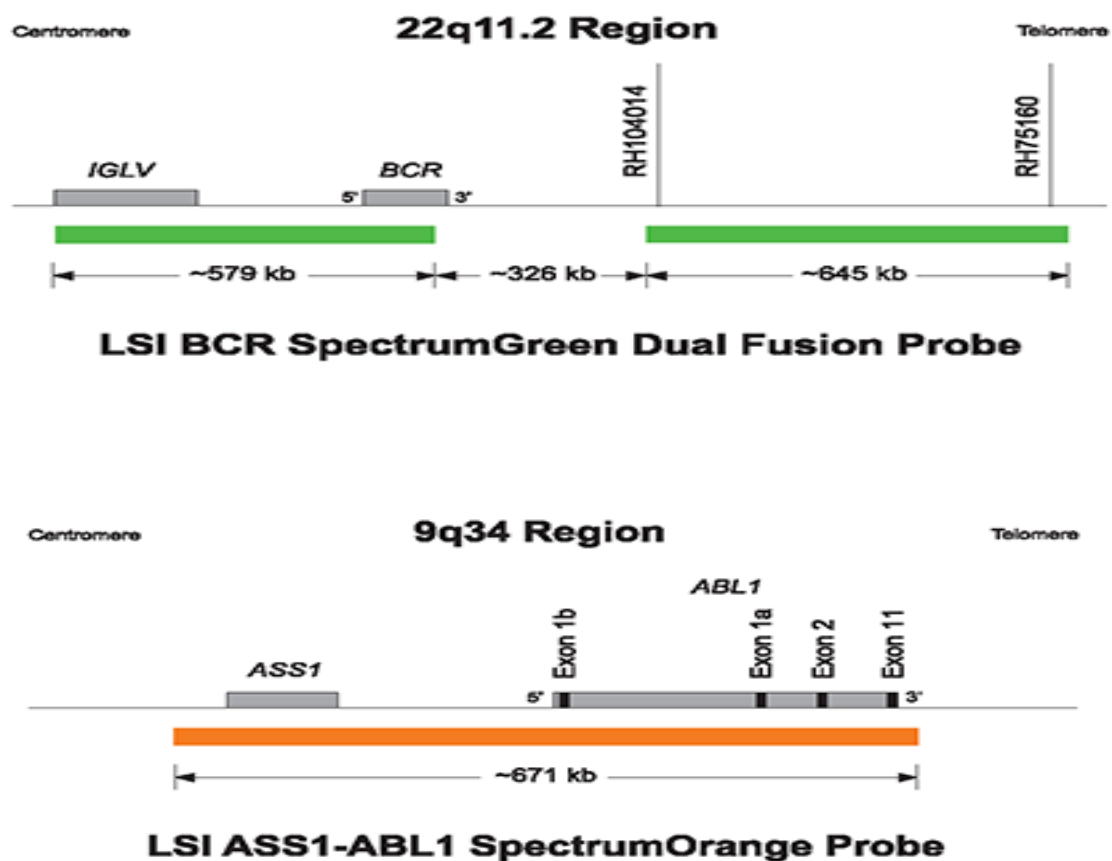 Centromere 22q11.2 Region Telomere
RH104014
RH75160
IGLV BCR
5' 3'
~579 kb ~326 kb ~645 kb
LSI BCR SpectrumGreen Dual Fusion Probe
Centromere 9q34 Region Telomere
ABL1
Exon 1b Exon 1a Exon 2 Exon 11
ASS1
5' 3'
~671 kb
LSI ASS1-ABL1 SpectrumOrange Probe